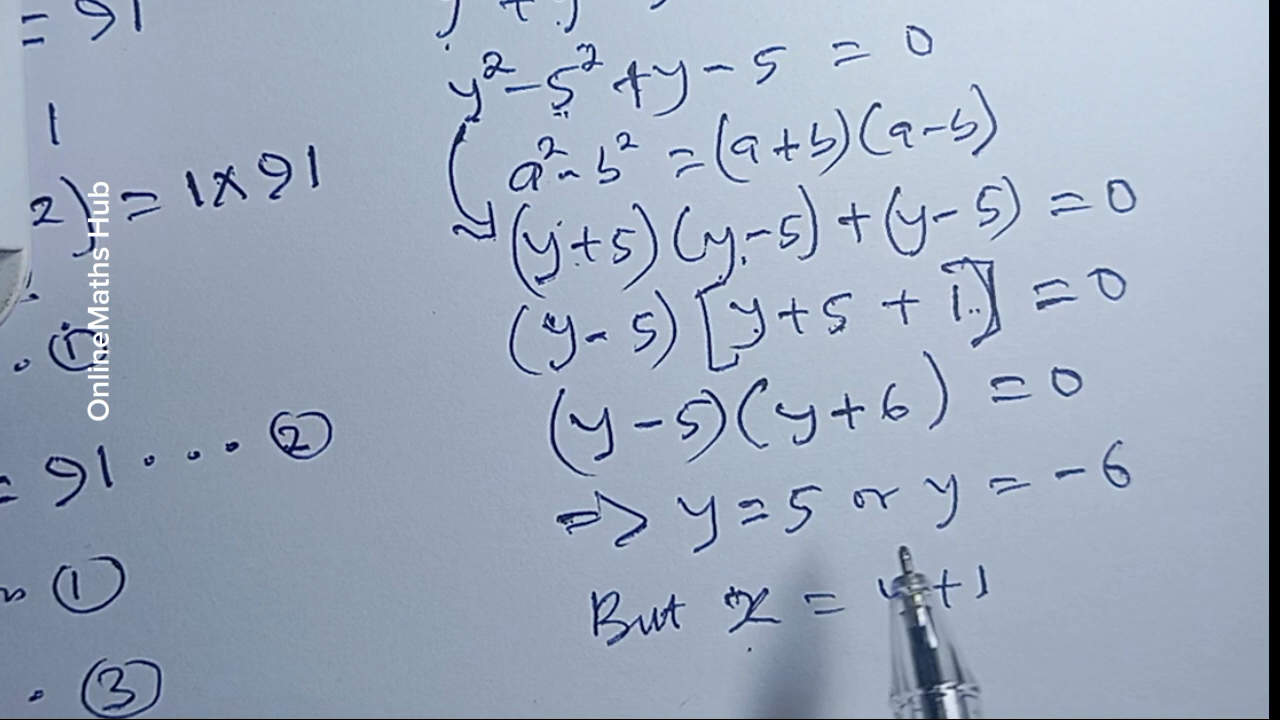 = 91
1
2) = 1 × 91
. ①
= 91 ... ②
n ①
. ③
y² - 5² + y - 5 = 0
a² - b² = (a + b)(a - b)
(y + 5)(y - 5) + (y - 5) = 0
(y - 5)[y + 5 + 1] = 0
(y - 5)(y + 6) = 0
⇒ y = 5 or y = -6
But x = y + 1
OnlineMaths Hub